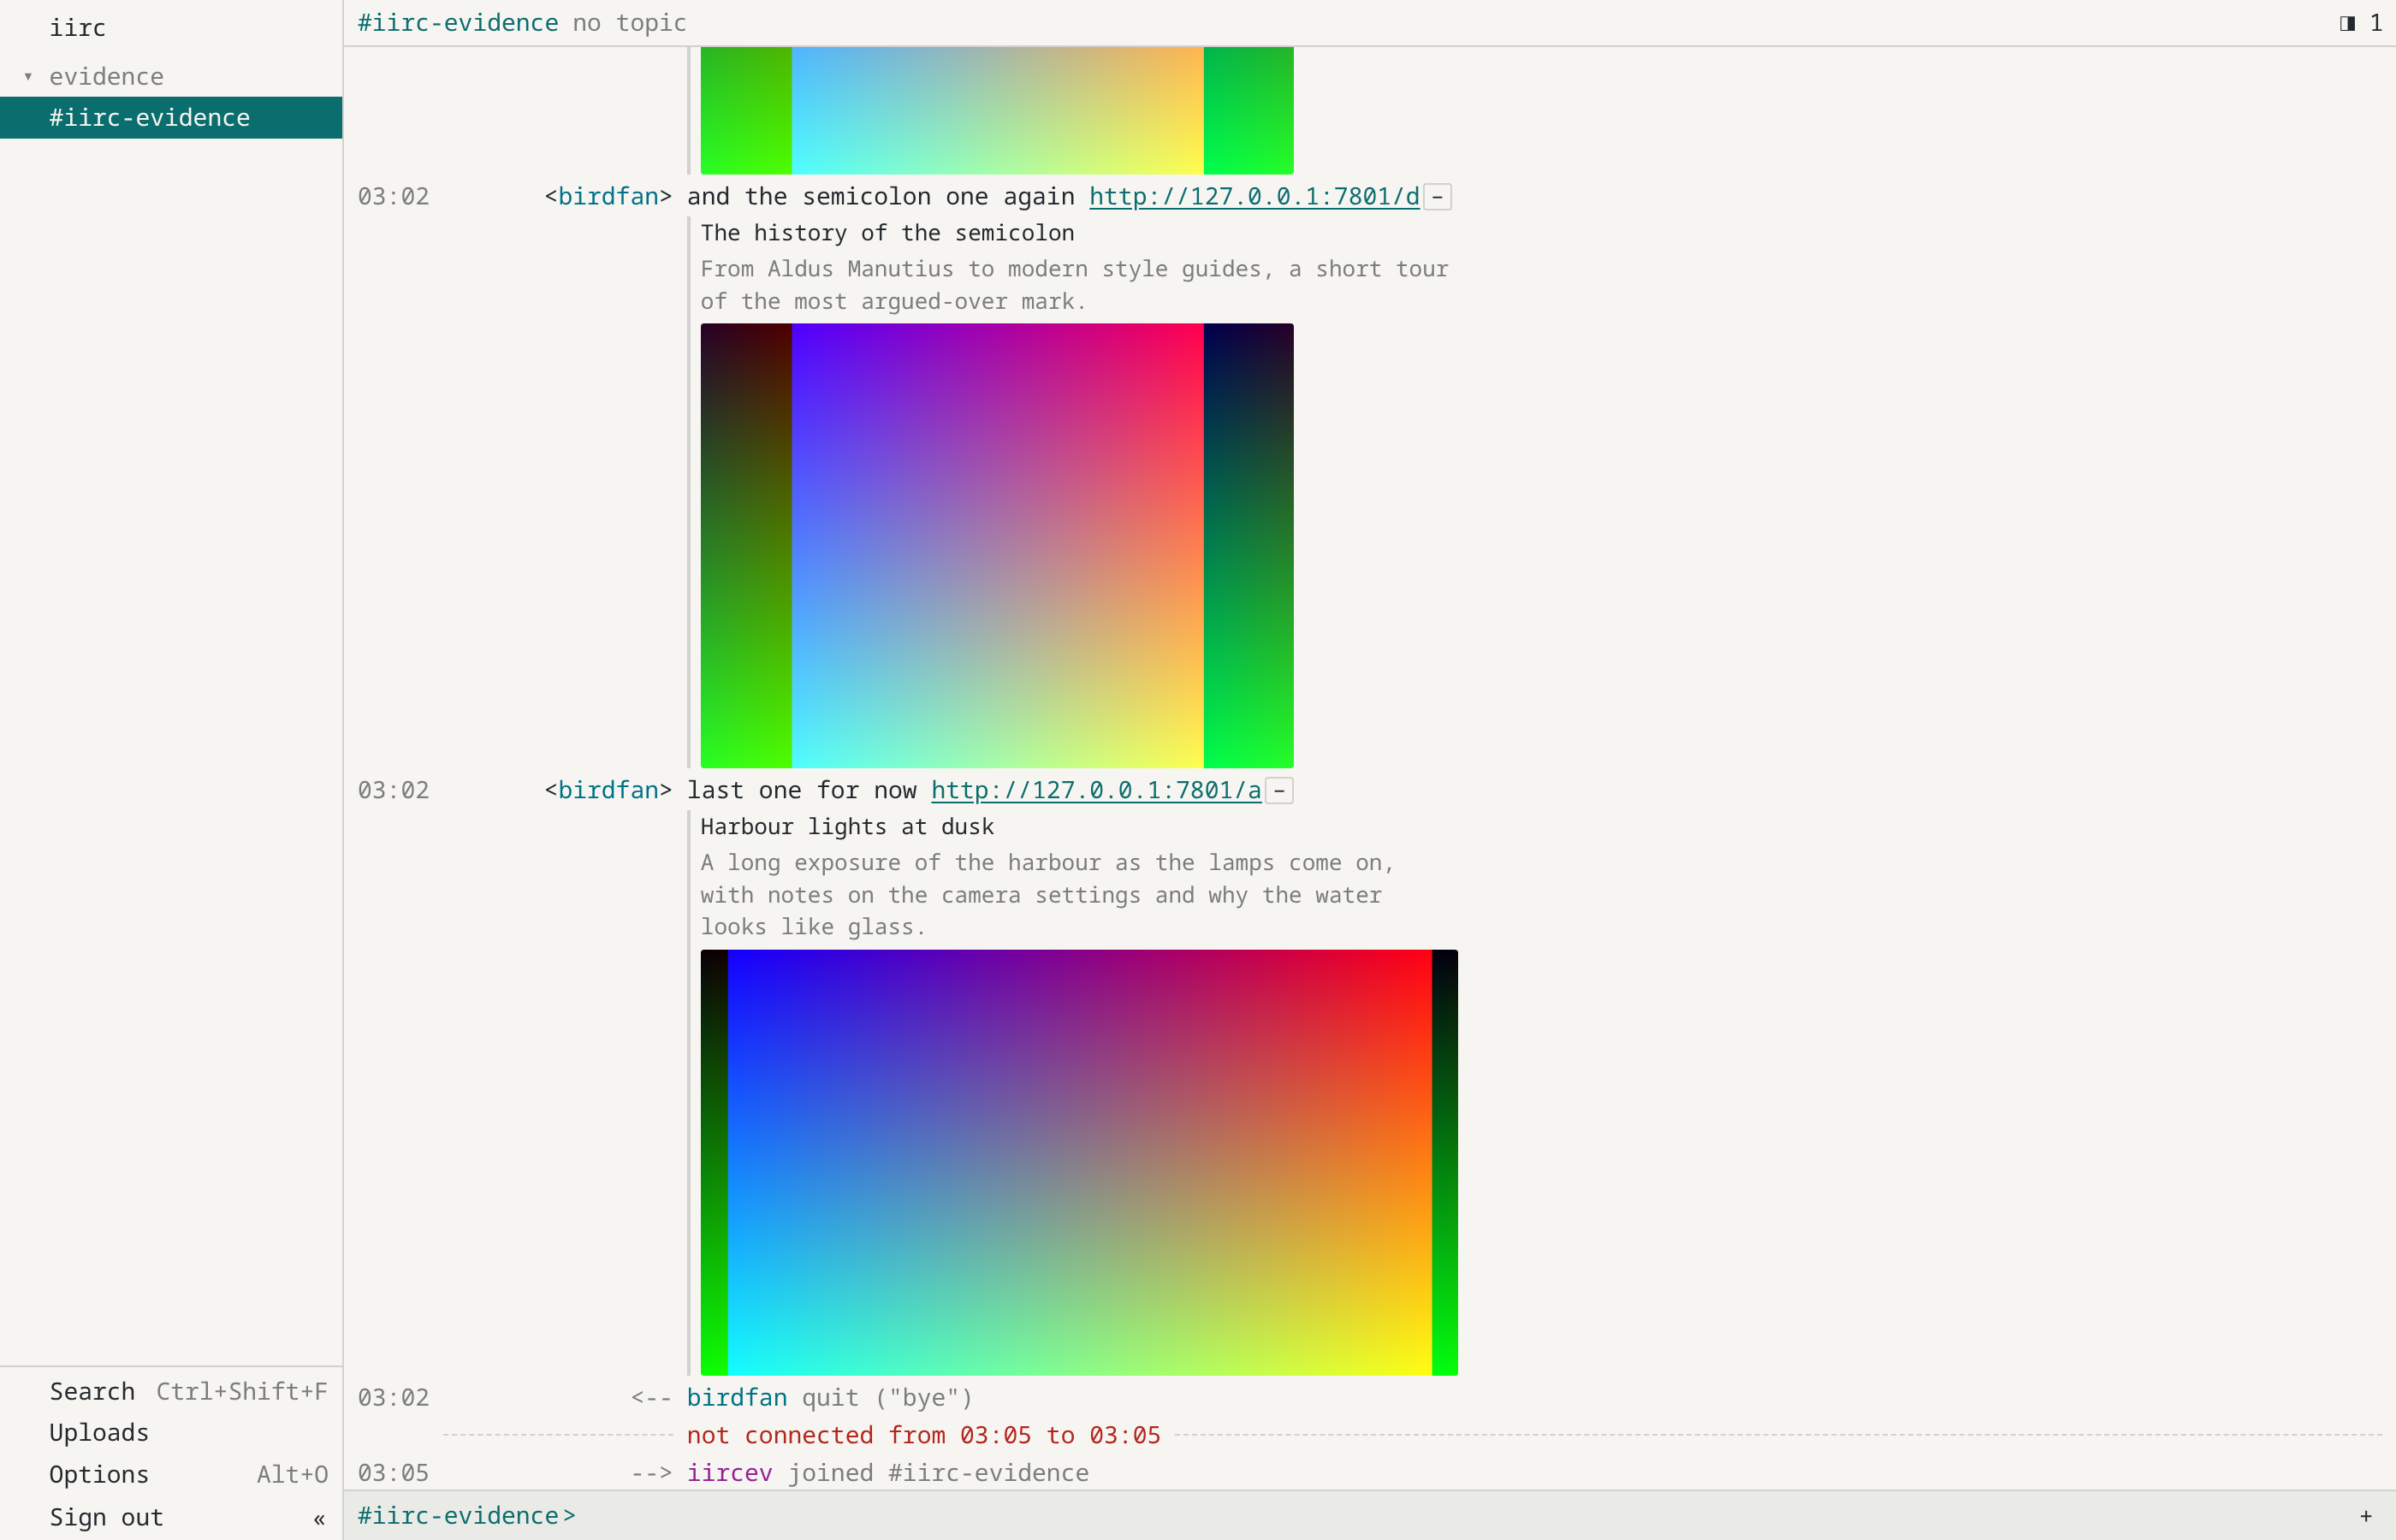 iirc
▾ evidence
#iirc-evidence
Search Ctrl+Shift+F
Uploads
Options Alt+O
Sign out «
#iirc-evidence no topic ◨ 1
03:02 <birdfan> and the semicolon one again http://127.0.0.1:7801/d –
The history of the semicolon
From Aldus Manutius to modern style guides, a short tour
of the most argued-over mark.
03:02 <birdfan> last one for now http://127.0.0.1:7801/a –
Harbour lights at dusk
A long exposure of the harbour as the lamps come on,
with notes on the camera settings and why the water
looks like glass.
03:02 <-- birdfan quit ("bye")
not connected from 03:05 to 03:05
03:05 --> iircev joined #iirc-evidence
#iirc-evidence> +